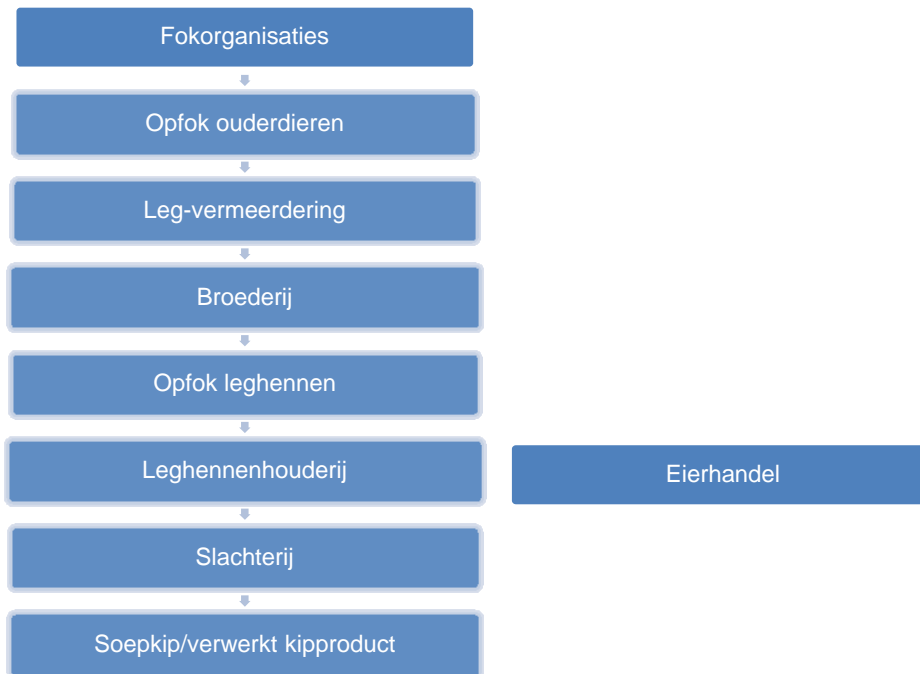 Fokorganisaties
Opfok ouderdieren
Leg-vermeerdering
Broederij
Opfok leghennen
Leghennenhouderij
Eierhandel
Slachterij
Soepkip/verwerkt kipproduct